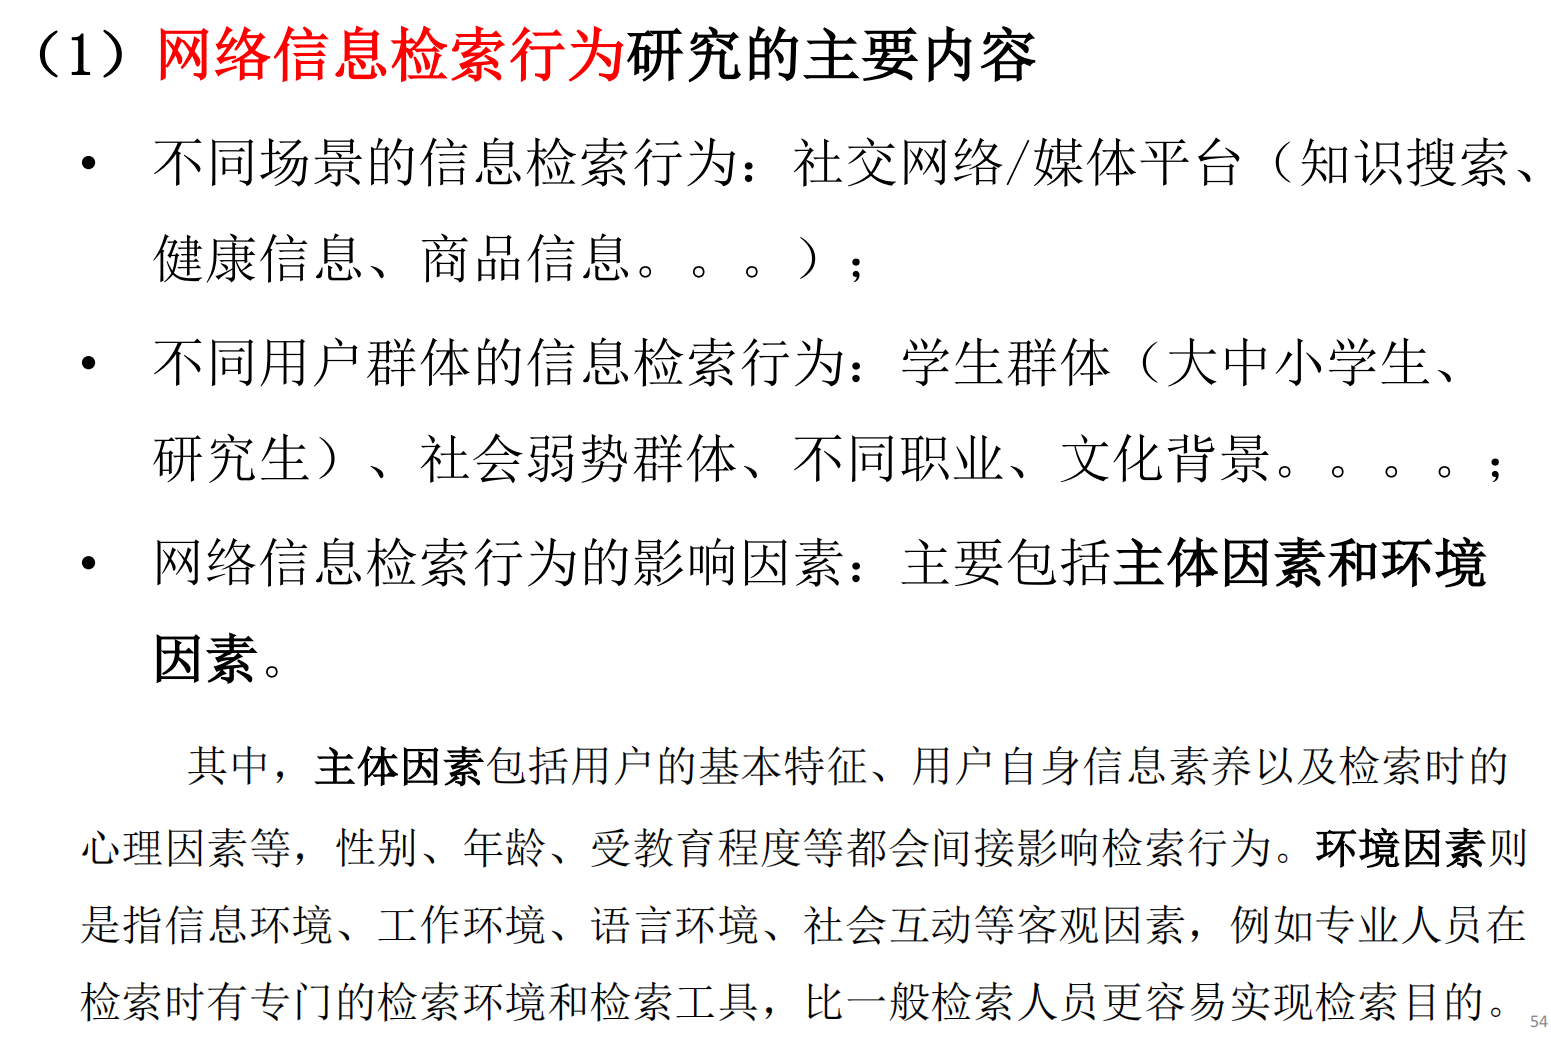 （1）网络信息检索行为研究的主要内容
• 不同场景的信息检索行为：社交网络/媒体平台（知识搜索、
健康信息、商品信息。。。）；
• 不同用户群体的信息检索行为：学生群体（大中小学生、
研究生）、社会弱势群体、不同职业、文化背景。。。。；
• 网络信息检索行为的影响因素：主要包括主体因素和环境
因素。
其中，主体因素包括用户的基本特征、用户自身信息素养以及检索时的
心理因素等，性别、年龄、受教育程度等都会间接影响检索行为。环境因素则
是指信息环境、工作环境、语言环境、社会互动等客观因素，例如专业人员在
检索时有专门的检索环境和检索工具，比一般检索人员更容易实现检索目的。
54